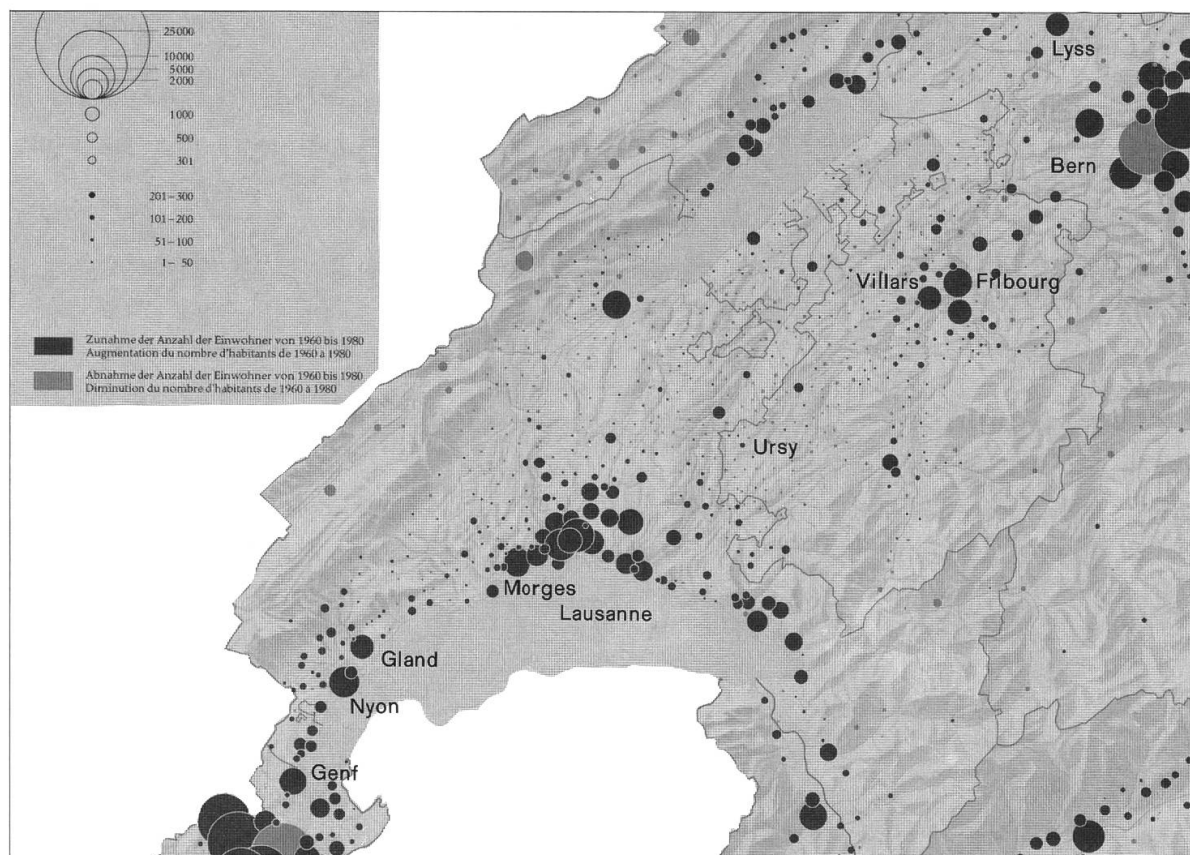 25000
10000
5000
2000
1000
500
301
201–300
101–200
51–100
1–50
Zunahme der Anzahl der Einwohner von 1960 bis 1980
Augmentation du nombre d'habitants de 1960 à 1980
Abnahme der Anzahl der Einwohner von 1960 bis 1980
Diminution du nombre d'habitants de 1960 à 1980
Lyss
Bern
Villars
Fribourg
Ursy
Morges
Lausanne
Gland
Nyon
Genf